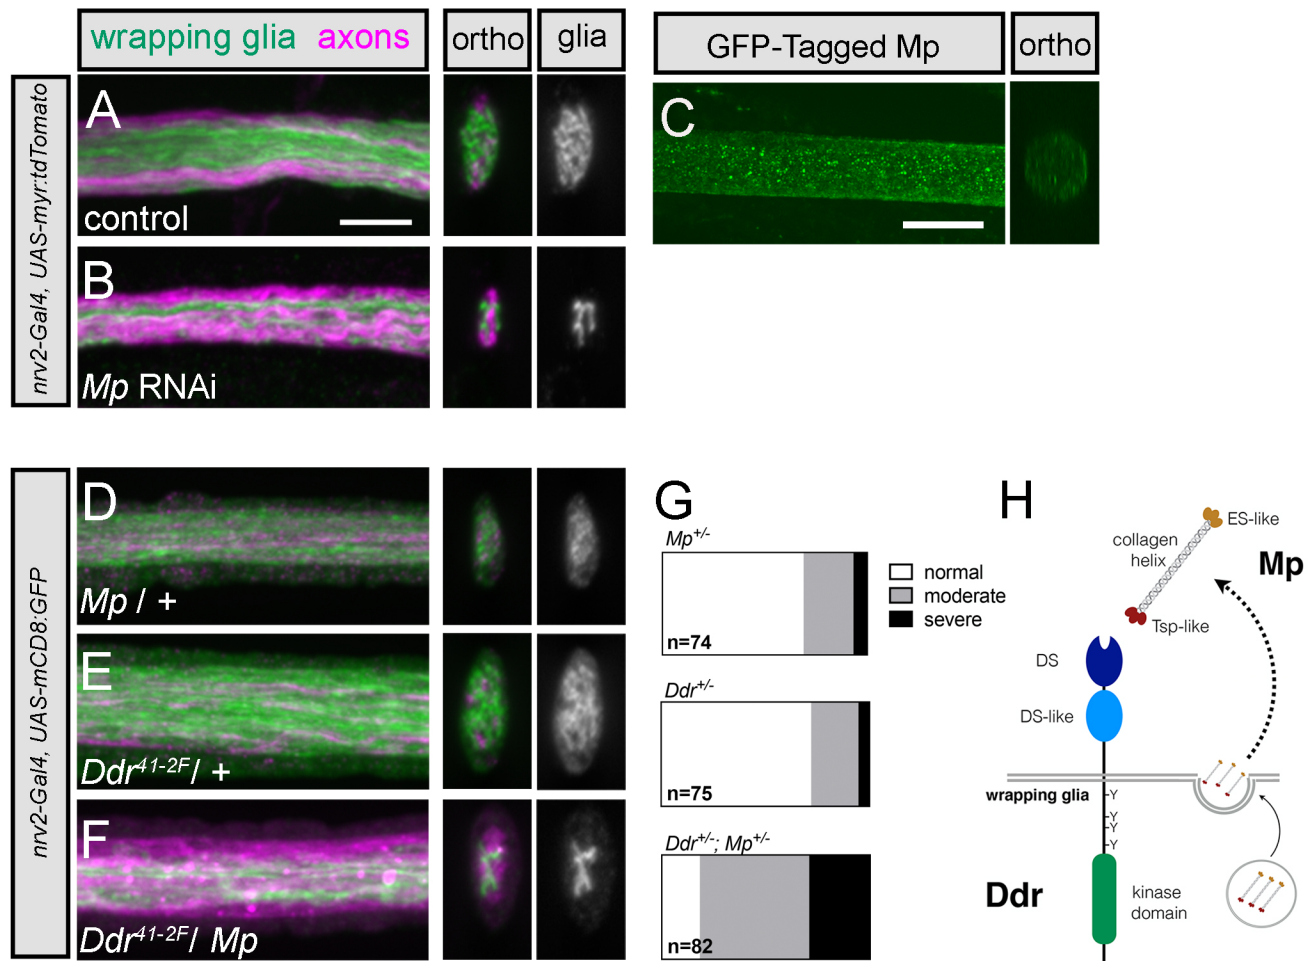 wrapping glia axons
ortho
glia
GFP-Tagged Mp
ortho
nrv2-Gal4, UAS-myr:tdTomato
A
control
B
Mp RNAi
C
nrv2-Gal4, UAS-mCD8:GFP
D
Mp / +
E
Ddr41-2F/ +
F
Ddr41-2F/ Mp
G
Mp+/-
n=74
normal
moderate
severe
Ddr+/-
n=75
Ddr+/-; Mp+/-
n=82
H
ES-like
collagen
helix
Mp
Tsp-like
DS
DS-like
wrapping glia
Y
Y
Y
Y
Ddr
kinase
domain